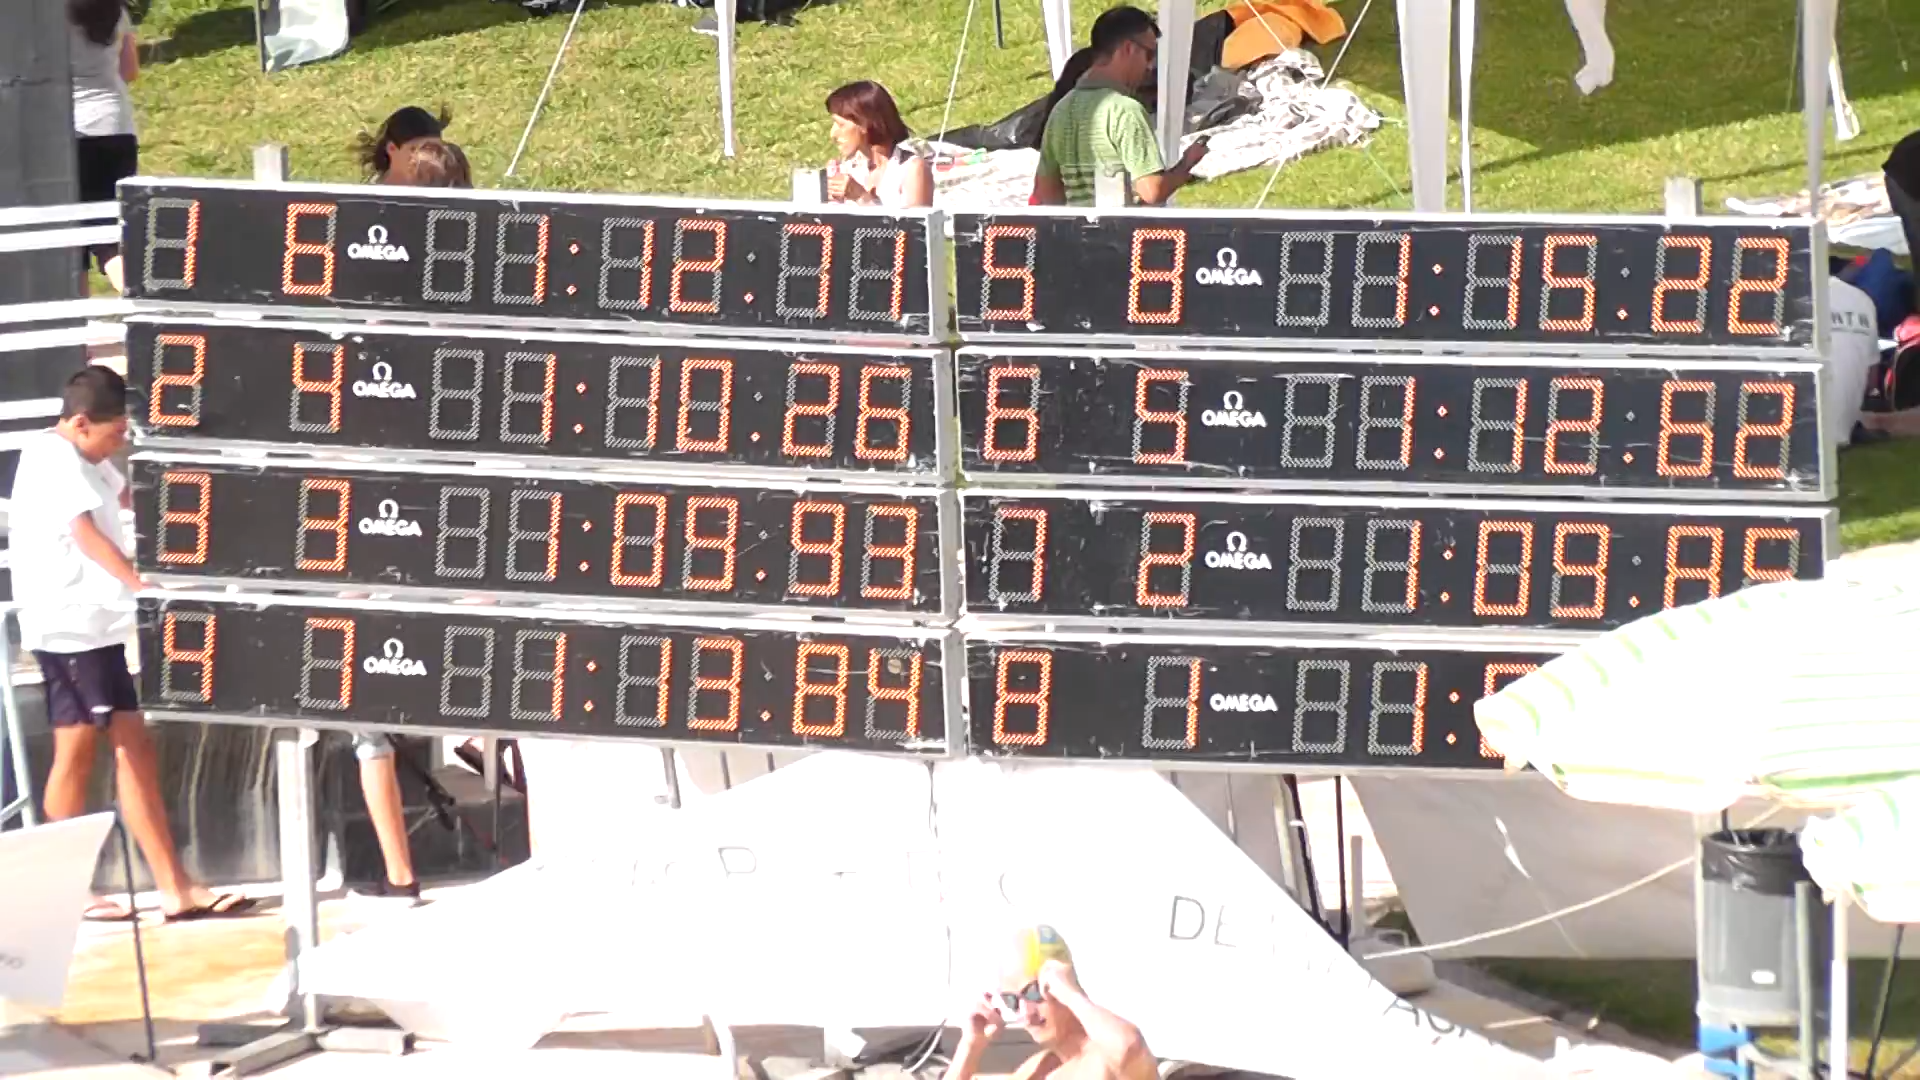 1 6 OMEGA 1:12.71
2 4 OMEGA 1:10.26
3 3 OMEGA 1:09.93
4 7 OMEGA 1:13.84
5 8 OMEGA 1:15.22
6 5 OMEGA 1:12.62
7 2 OMEGA 1:09.
8 1 OMEGA 1:
DE